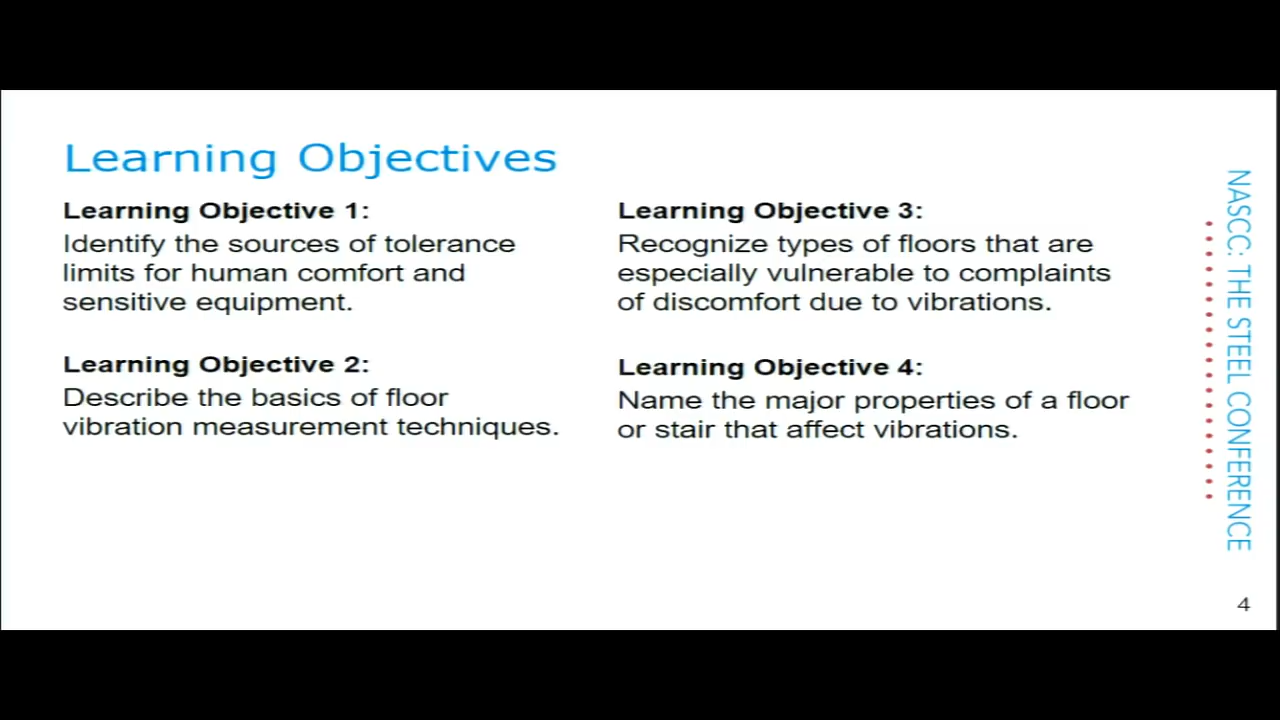 Learning Objectives
Learning Objective 1:
Identify the sources of tolerance
limits for human comfort and
sensitive equipment.
Learning Objective 2:
Describe the basics of floor
vibration measurement techniques.
Learning Objective 3:
Recognize types of floors that are
especially vulnerable to complaints
of discomfort due to vibrations.
Learning Objective 4:
Name the major properties of a floor
or stair that affect vibrations.
NASCC: THE STEEL CONFERENCE
4